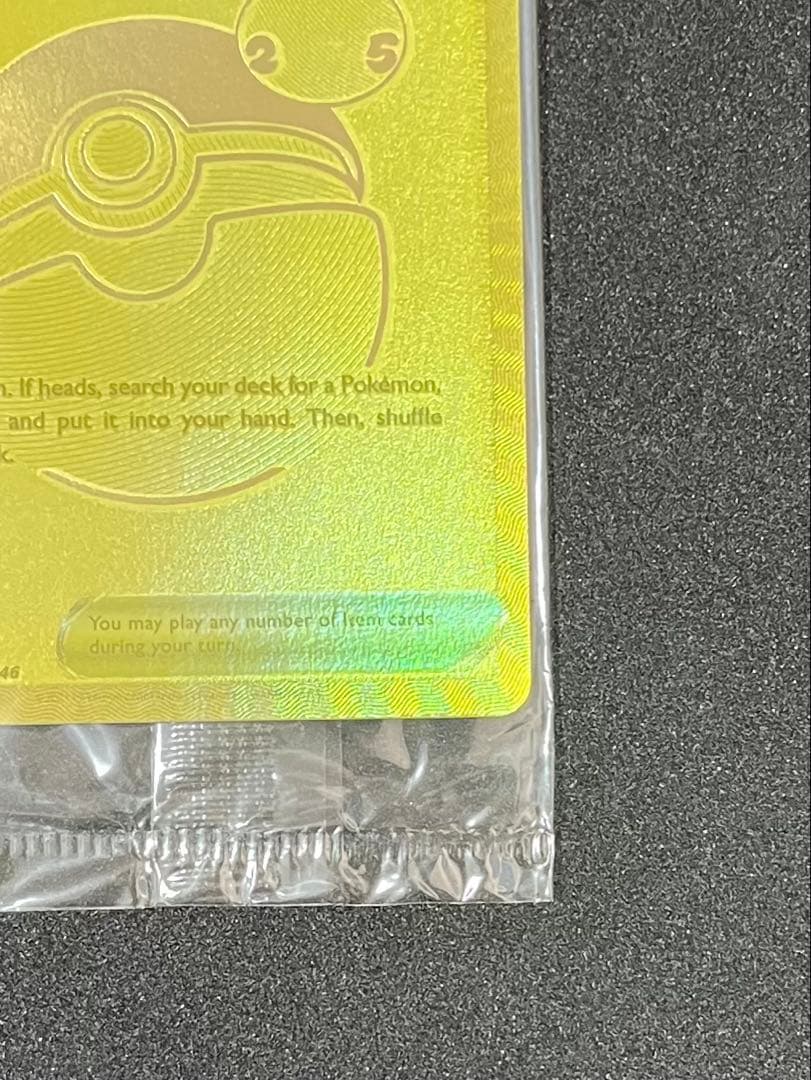 2 5
n. If heads, search your deck for a Pokémon,
and put it into your hand. Then, shuffle
k.
You may play any number of Item cards
during your turn.
46